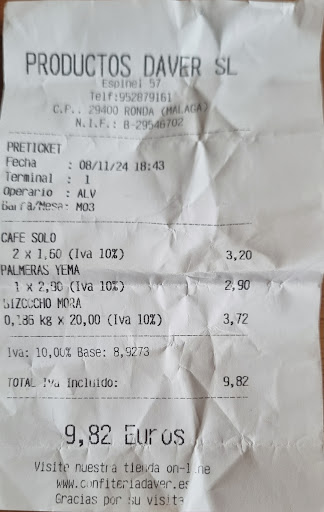 PRODUCTOS DAVER SL
Espinel 57
Telf:952879161
C.P.. 29400 RONDA (MALAGA)
N.I.F.: B-29546702
PRETICKET
Fecha : 08/11/24 18:43
Terminal : 1
Operario : ALV
Barra/Mesa: M03
CAFE SOLO
2 x 1,60 (Iva 10%) 3,20
PALMERAS YEMA
1 x 2,90 (Iva 10%) 2,90
BIZCOCHO MORA
0,186 kg x 20,00 (Iva 10%) 3,72
Iva: 10,00% Base: 8,9273
TOTAL Iva Incluido: 9,82
9,82 Euros
Visite nuestra tienda on-line
www.confiteriadaver.es
Gracias por su visita